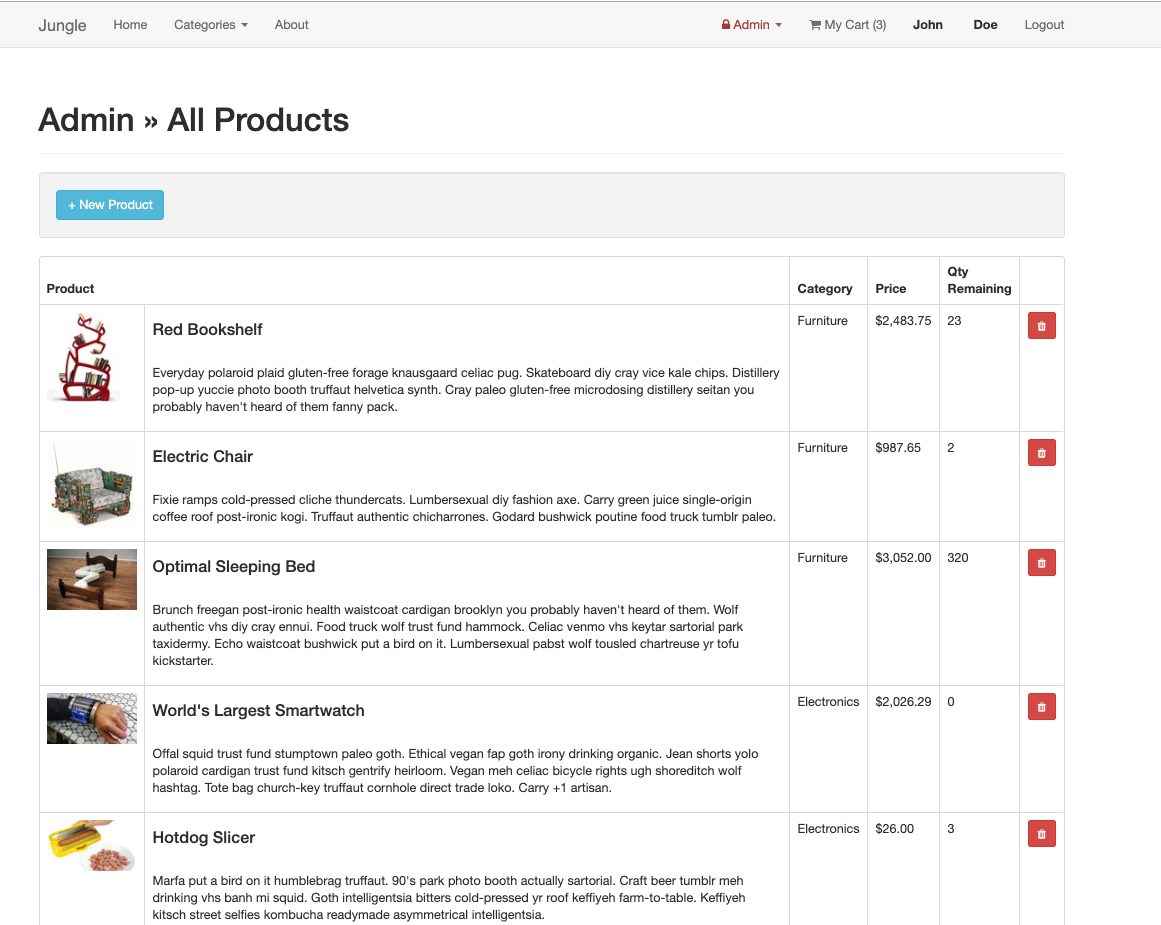 Jungle Home Categories About Admin My Cart (3) John Doe Logout
Admin » All Products
+ New Product
Product Category Price Qty Remaining
Red Bookshelf
Furniture $2,483.75 23
Everyday polaroid plaid gluten-free forage knausgaard celiac pug. Skateboard diy cray vice kale chips. Distillery
pop-up yuccie photo booth truffaut helvetica synth. Cray paleo gluten-free microdosing distillery seitan you
probably haven't heard of them fanny pack.
Electric Chair
Furniture $987.65 2
Fixie ramps cold-pressed cliche thundercats. Lumbersexual diy fashion axe. Carry green juice single-origin
coffee roof post-ironic kogi. Truffaut authentic chicharrones. Godard bushwick poutine food truck tumblr paleo.
Optimal Sleeping Bed
Furniture $3,052.00 320
Brunch freegan post-ironic health waistcoat cardigan brooklyn you probably haven't heard of them. Wolf
authentic vhs diy cray ennui. Food truck wolf trust fund hammock. Celiac venmo vhs keytar sartorial park
taxidermy. Echo waistcoat bushwick put a bird on it. Lumbersexual pabst wolf tousled chartreuse yr tofu
kickstarter.
World's Largest Smartwatch
Electronics $2,026.29 0
Offal squid trust fund stumptown paleo goth. Ethical vegan fap goth irony drinking organic. Jean shorts yolo
polaroid cardigan trust fund kitsch gentrify heirloom. Vegan meh celiac bicycle rights ugh shoreditch wolf
hashtag. Tote bag church-key truffaut cornhole direct trade loko. Carry +1 artisan.
Hotdog Slicer
Electronics $26.00 3
Marfa put a bird on it humblebrag truffaut. 90's park photo booth actually sartorial. Craft beer tumblr meh
drinking vhs banh mi squid. Goth intelligentsia bitters cold-pressed yr roof keffiyeh farm-to-table. Keffiyeh
kitsch street selfies kombucha readymade asymmetrical intelligentsia.